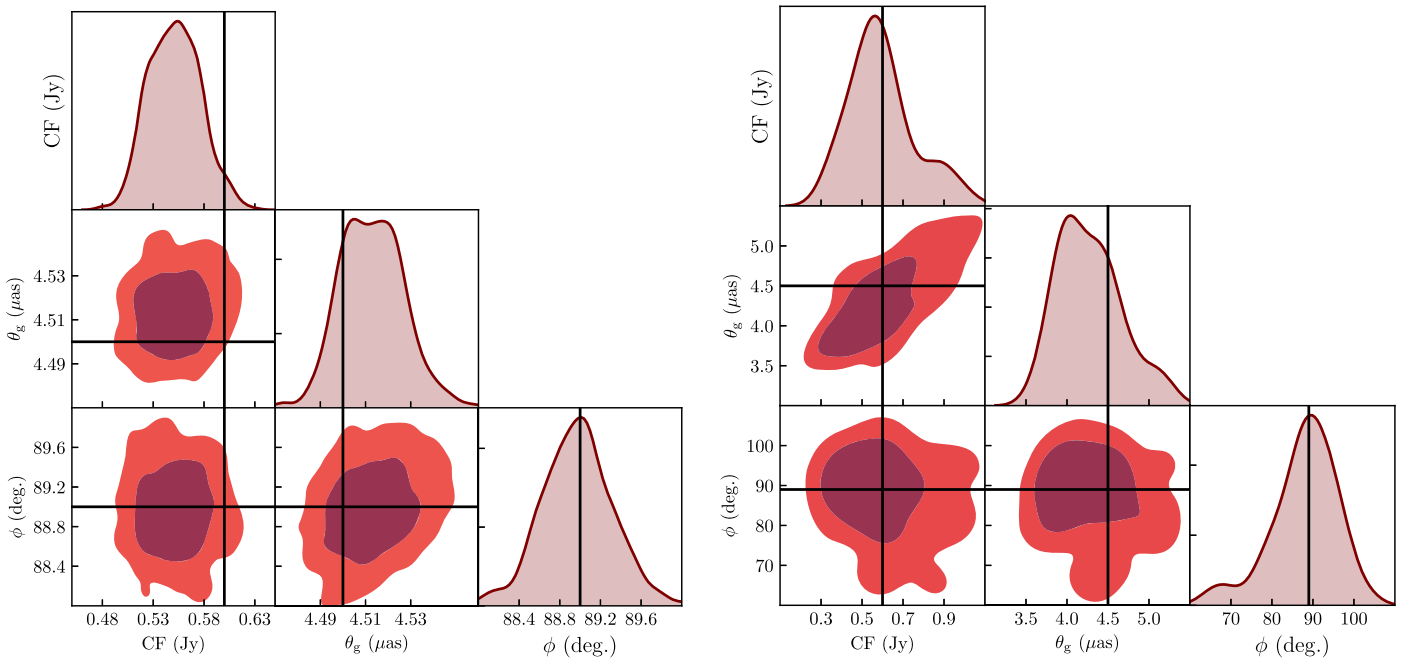 CF (Jy)
CF (Jy)
θg (μas)
4.53
4.51
4.49
θg (μas)
5.0
4.5
4.0
3.5
ϕ (deg.)
89.6
89.2
88.8
88.4
ϕ (deg.)
100
90
80
70
0.48 0.53 0.58 0.63
4.49 4.51 4.53
88.4 88.8 89.2 89.6
0.3 0.5 0.7 0.9
3.5 4.0 4.5 5.0
70 80 90 100
CF (Jy)
θg (μas)
ϕ (deg.)
CF (Jy)
θg (μas)
ϕ (deg.)